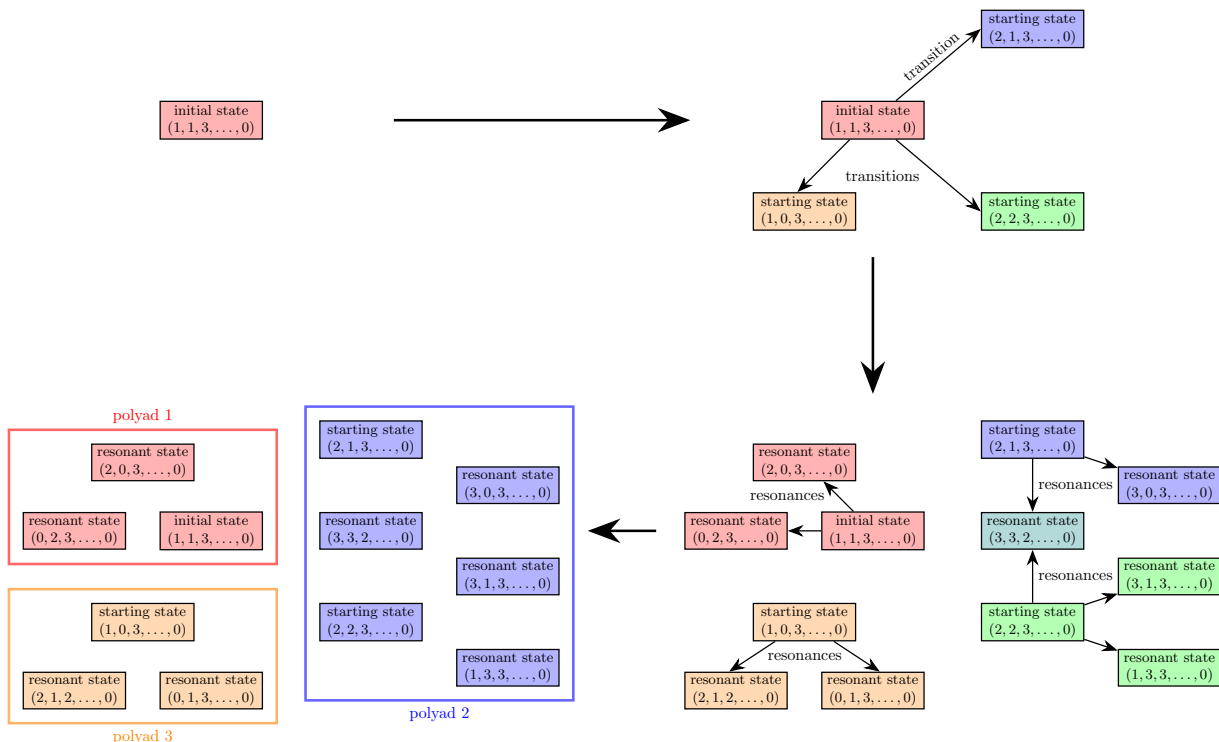 initial state
(1, 1, 3, . . . , 0)
starting state
(2, 1, 3, . . . , 0)
transition
initial state
(1, 1, 3, . . . , 0)
transitions
starting state
(1, 0, 3, . . . , 0)
starting state
(2, 2, 3, . . . , 0)
polyad 1
resonant state
(2, 0, 3, . . . , 0)
resonant state
(0, 2, 3, . . . , 0)
initial state
(1, 1, 3, . . . , 0)
starting state
(1, 0, 3, . . . , 0)
resonant state
(2, 1, 2, . . . , 0)
resonant state
(0, 1, 3, . . . , 0)
polyad 3
starting state
(2, 1, 3, . . . , 0)
resonant state
(3, 0, 3, . . . , 0)
resonant state
(3, 3, 2, . . . , 0)
resonant state
(3, 1, 3, . . . , 0)
starting state
(2, 2, 3, . . . , 0)
resonant state
(1, 3, 3, . . . , 0)
polyad 2
resonant state
(2, 0, 3, . . . , 0)
resonances
resonant state
(0, 2, 3, . . . , 0)
initial state
(1, 1, 3, . . . , 0)
starting state
(1, 0, 3, . . . , 0)
resonances
resonant state
(2, 1, 2, . . . , 0)
resonant state
(0, 1, 3, . . . , 0)
starting state
(2, 1, 3, . . . , 0)
resonances
resonant state
(3, 0, 3, . . . , 0)
resonant state
(3, 3, 2, . . . , 0)
resonances
resonant state
(3, 1, 3, . . . , 0)
starting state
(2, 2, 3, . . . , 0)
resonant state
(1, 3, 3, . . . , 0)